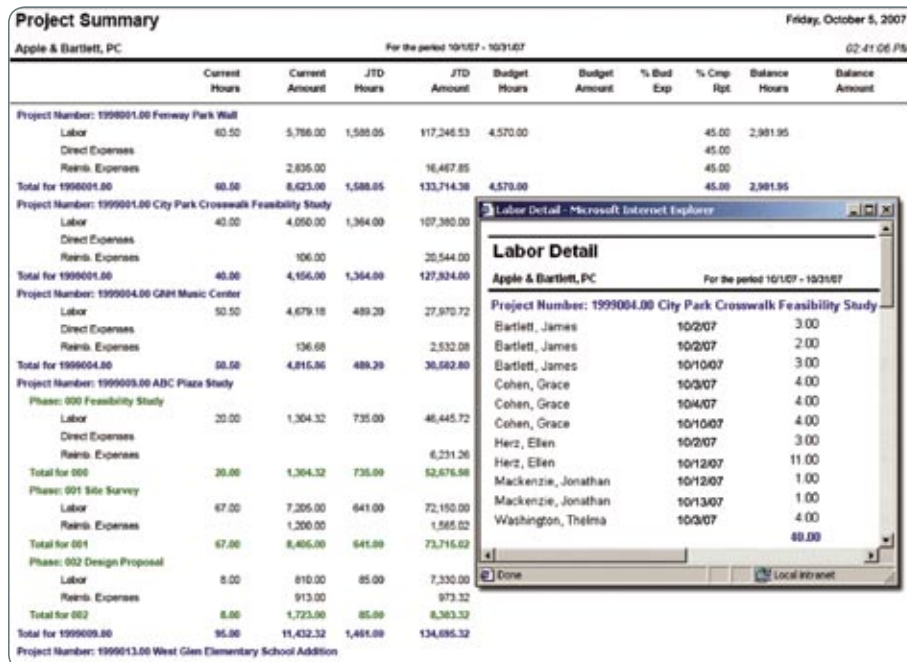 Project Summary Friday, October 5, 2007
Apple & Bartlett, PC For the period 10/1/07 - 10/31/07 02:41:06 PM
Current Current JTD JTD Budget Budget % Bud % Cmp Balance Balance
Hours Amount Hours Amount Hours Amount Exp Rpt Hours Amount
Project Number: 1998001.00 Fenway Park Wall
Labor 60.50 5,788.00 1,588.05 117,246.53 4,570.00 45.00 2,981.95
Direct Expenses 45.00
Reimb. Expenses 2,835.00 16,467.85 45.00
Total for 1998001.00 60.50 8,623.00 1,588.05 133,714.38 4,570.00 45.00 2,981.95
Project Number: 1999001.00 City Park Crosswalk Feasibility Study
Labor 40.00 4,050.00 1,364.00 107,380.00
Direct Expenses
Reimb. Expenses 106.00 20,544.00
Total for 1999001.00 40.00 4,156.00 1,364.00 127,924.00
Project Number: 1999004.00 GNH Music Center
Labor 50.50 4,679.18 489.20 27,970.72
Direct Expenses
Reimb. Expenses 136.68 2,532.08
Total for 1999004.00 50.50 4,815.86 489.20 30,502.80
Project Number: 1999009.00 ABC Plaza Study
Phase: 000 Feasibility Study
Labor 20.00 1,304.32 735.00 46,445.72
Direct Expenses
Reimb. Expenses 6,231.26
Total for 000 20.00 1,304.32 735.00 52,676.98
Phase: 001 Site Survey
Labor 67.00 7,205.00 641.00 72,150.00
Reimb. Expenses 1,200.00 1,565.02
Total for 001 67.00 8,405.00 641.00 73,715.02
Phase: 002 Design Proposal
Labor 8.00 810.00 85.00 7,330.00
Reimb. Expenses 913.00 973.32
Total for 002 8.00 1,723.00 85.00 8,303.32
Total for 1999009.00 95.00 11,432.32 1,461.00 134,695.32
Project Number: 1999013.00 West Glen Elementary School Addition
Labor Detail - Microsoft Internet Explorer
Labor Detail
Apple & Bartlett, PC For the period 10/1/07 - 10/31/07
Project Number: 1999004.00 City Park Crosswalk Feasibility Study
Bartlett, James 10/2/07 3.00
Bartlett, James 10/2/07 2.00
Bartlett, James 10/10/07 3.00
Cohen, Grace 10/3/07 4.00
Cohen, Grace 10/4/07 4.00
Cohen, Grace 10/10/07 4.00
Herz, Ellen 10/2/07 3.00
Herz, Ellen 10/12/07 11.00
Mackenzie, Jonathan 10/12/07 1.00
Mackenzie, Jonathan 10/13/07 1.00
Washington, Thelma 10/3/07 4.00
40.00
Done Local intranet